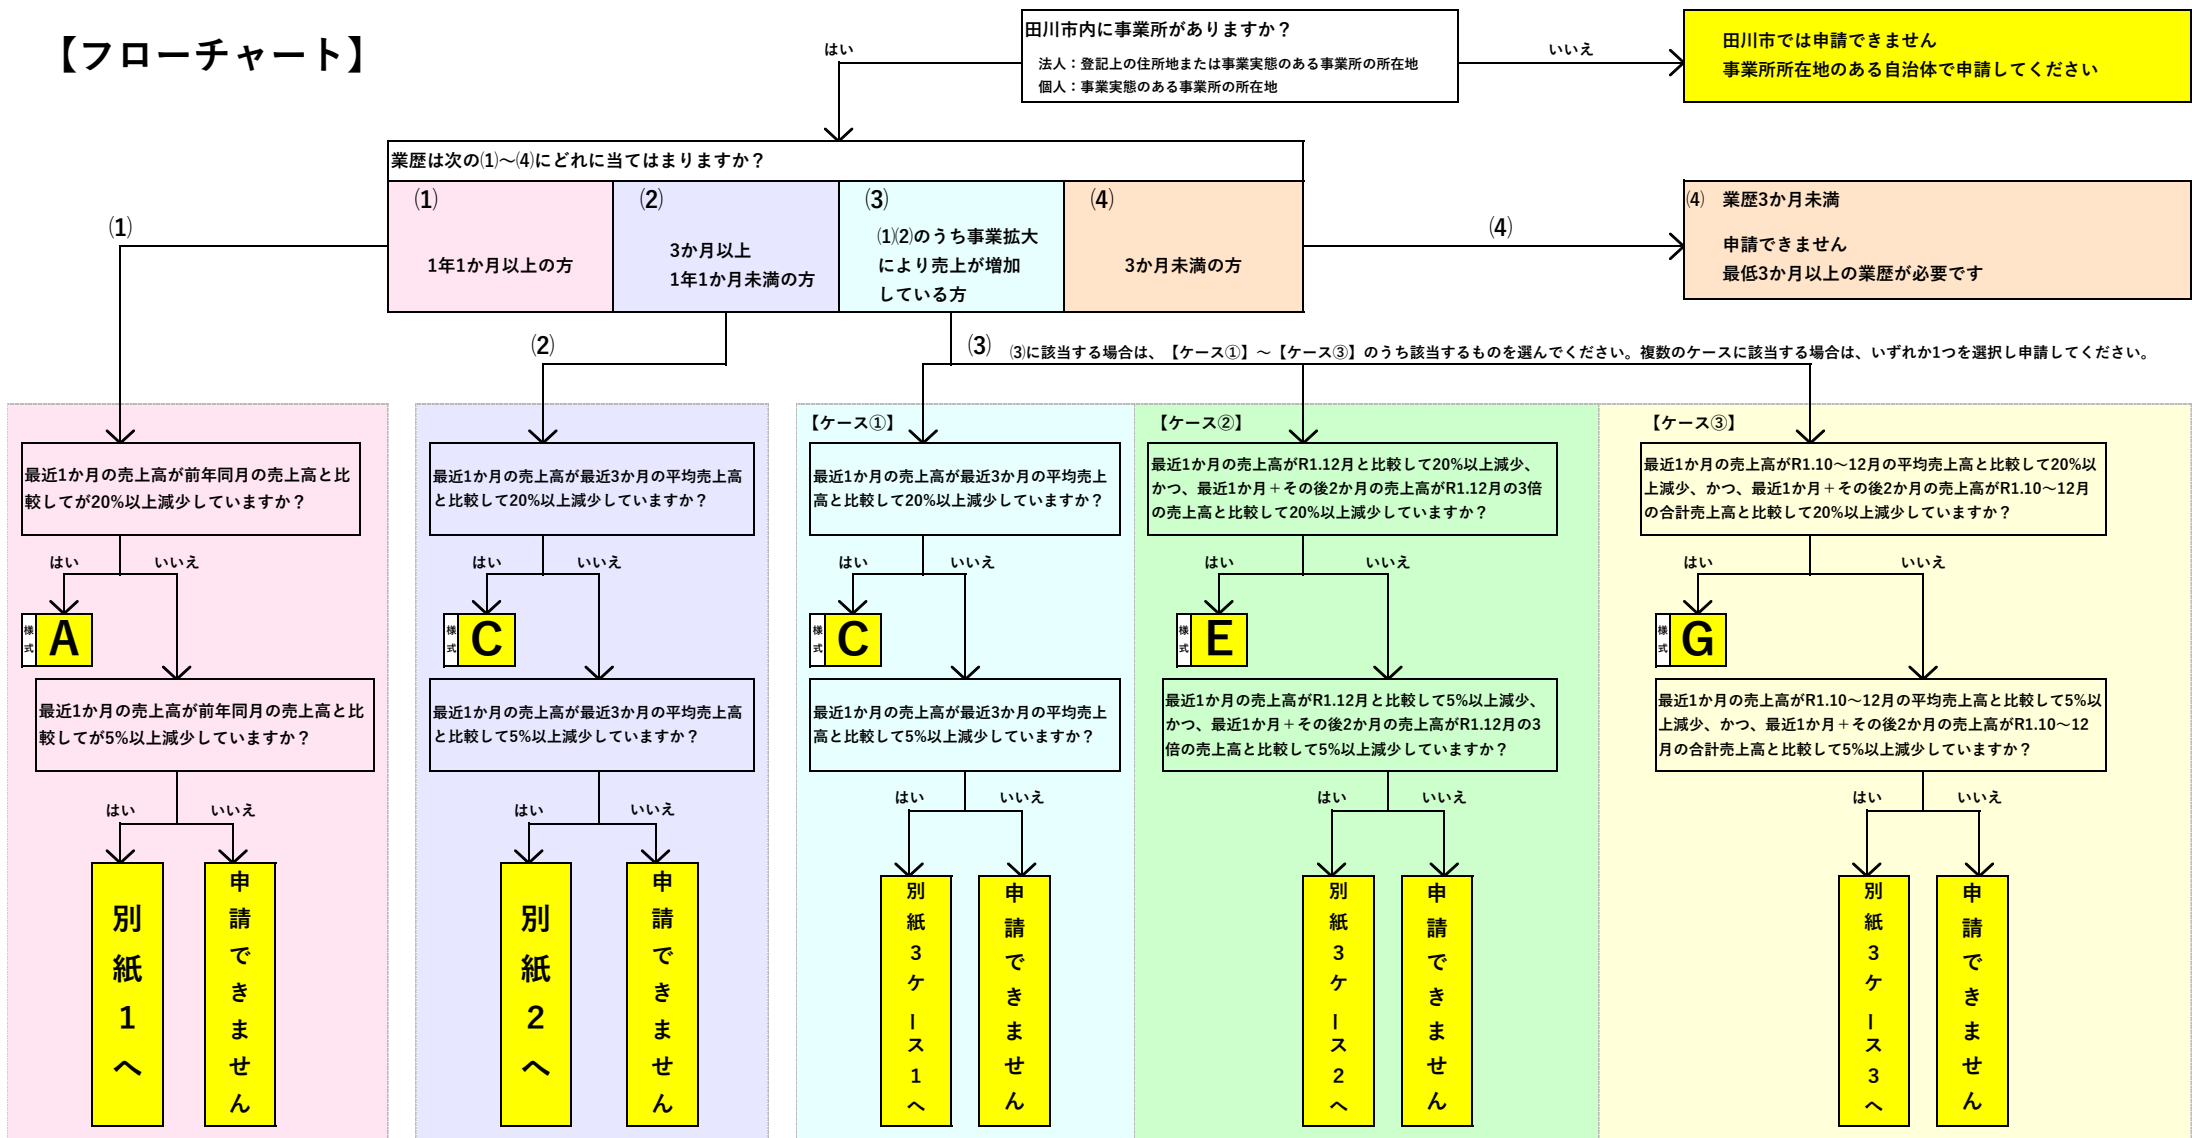 【フローチャート】
田川市内に事業所がありますか？
法人：登記上の住所地または事業実態のある事業所の所在地
個人：事業実態のある事業所の所在地
はい
いいえ
田川市では申請できません
事業所所在地のある自治体で申請してください
業歴は次の⑴～⑷にどれに当てはまりますか？
⑴
1年1か月以上の方
⑵
3か月以上
1年1か月未満の方
⑶
⑴⑵のうち事業拡大
により売上が増加
している方
⑷
3か月未満の方
⑷
⑷ 業歴3か月未満
申請できません
最低3か月以上の業歴が必要です
⑴
⑵
⑶ ⑶に該当する場合は、【ケース①】～【ケース③】のうち該当するものを選んでください。複数のケースに該当する場合は、いずれか1つを選択し申請してください。
最近1か月の売上高が前年同月の売上高と比
較してが20%以上減少していますか？
はい
いいえ
様式
A
最近1か月の売上高が前年同月の売上高と比
較してが5%以上減少していますか？
はい
いいえ
別紙1へ
申請できません
最近1か月の売上高が最近3か月の平均売上高
と比較して20%以上減少していますか？
はい
いいえ
様式
C
最近1か月の売上高が最近3か月の平均売上高
と比較して5%以上減少していますか？
はい
いいえ
別紙2へ
申請できません
【ケース①】
最近1か月の売上高が最近3か月の平均売上
高と比較して20%以上減少していますか？
はい
いいえ
様式
C
最近1か月の売上高が最近3か月の平均売上
高と比較して5%以上減少していますか？
はい
いいえ
別紙3ケース1へ
申請できません
【ケース②】
最近1か月の売上高がR1.12月と比較して20%以上減少、
かつ、最近1か月＋その後2か月の売上高がR1.12月の3倍
の売上高と比較して20%以上減少していますか？
はい
いいえ
様式
E
最近1か月の売上高がR1.12月と比較して5%以上減少、
かつ、最近1か月＋その後2か月の売上高がR1.12月の3
倍の売上高と比較して5%以上減少していますか？
はい
いいえ
別紙3ケース2へ
申請できません
【ケース③】
最近1か月の売上高がR1.10～12月の平均売上高と比較して20%以
上減少、かつ、最近1か月＋その後2か月の売上高がR1.10～12月
の合計売上高と比較して20%以上減少していますか？
はい
いいえ
様式
G
最近1か月の売上高がR1.10～12月の平均売上高と比較して5%以
上減少、かつ、最近1か月＋その後2か月の売上高がR1.10～12
月の合計売上高と比較して5%以上減少していますか？
はい
いいえ
別紙3ケース3へ
申請できません